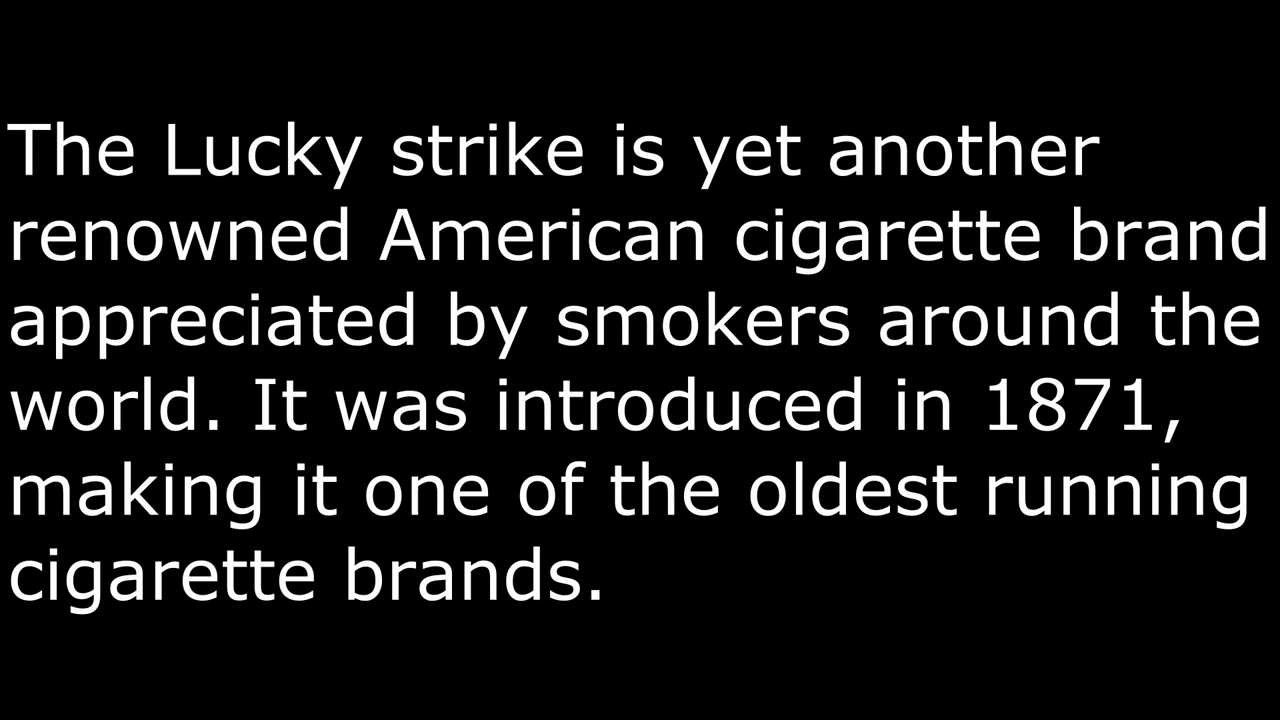 The Lucky strike is yet another
renowned American cigarette brand
appreciated by smokers around the
world. It was introduced in 1871,
making it one of the oldest running
cigarette brands.